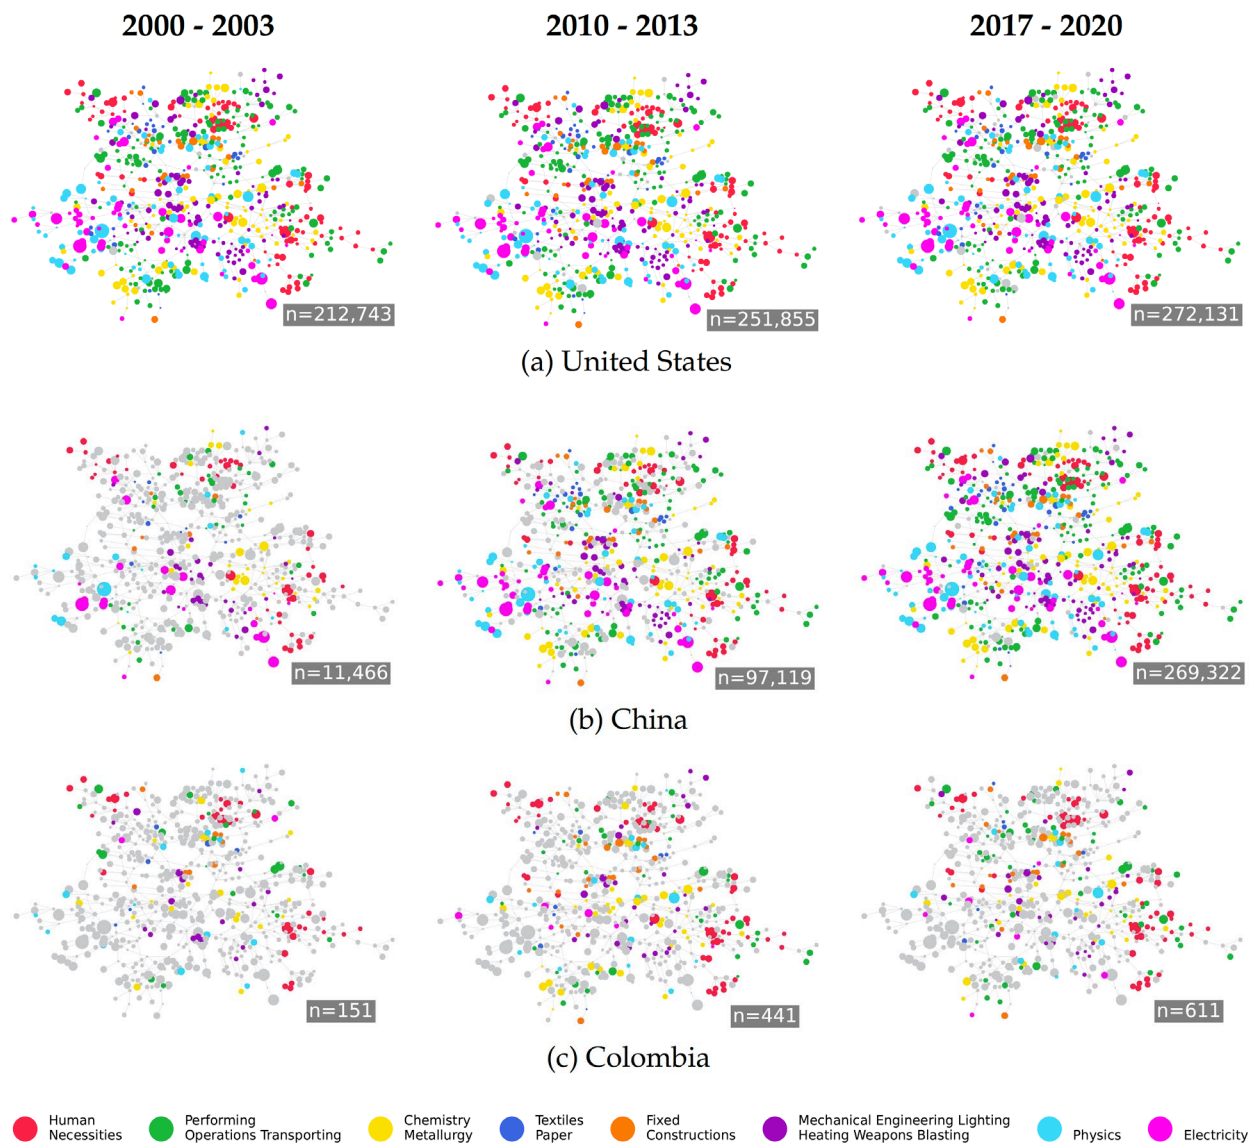 2000 - 2003
2010 - 2013
2017 - 2020
n=212,743
n=251,855
n=272,131
(a) United States
n=11,466
n=97,119
n=269,322
(b) China
n=151
n=441
n=611
(c) Colombia
Human
Necessities
Performing
Operations Transporting
Chemistry
Metallurgy
Textiles
Paper
Fixed
Constructions
Mechanical Engineering Lighting
Heating Weapons Blasting
Physics
Electricity